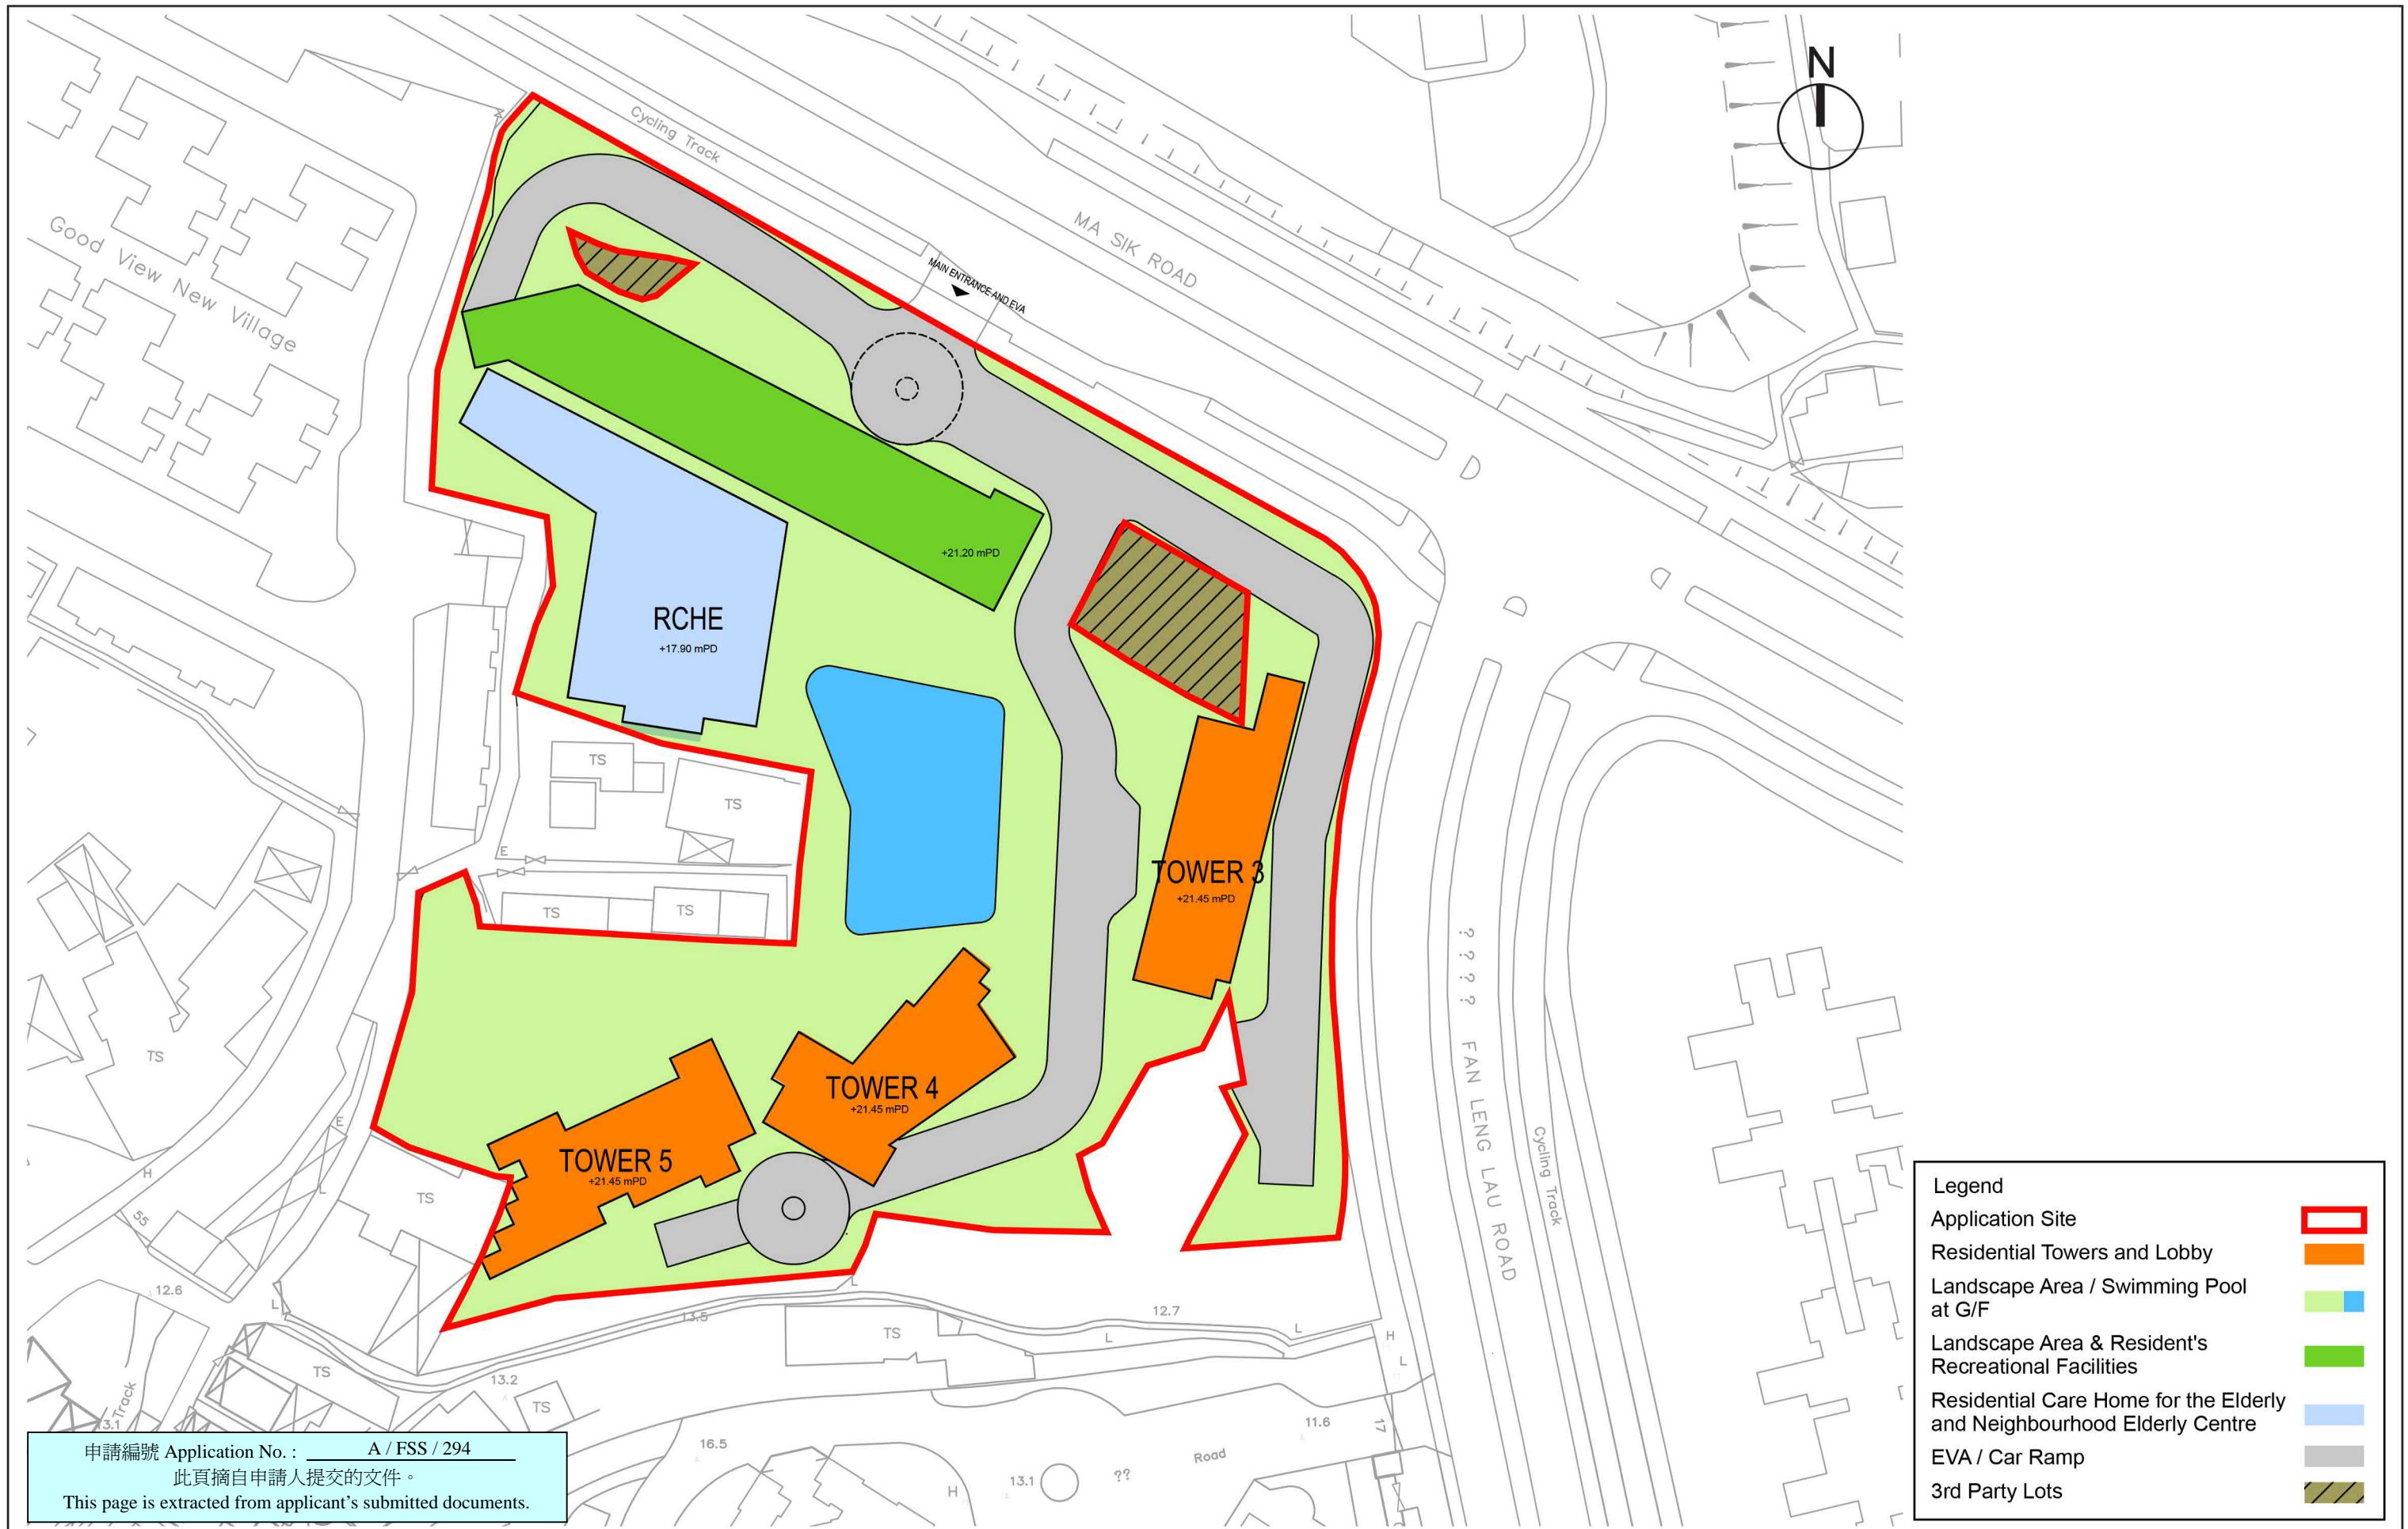 N
Cycling Track
MA SIK ROAD
MAIN ENTRANCE AND EVA
Good View New Village
+21.20 mPD
RCHE
+17.90 mPD
TS
TS
E
TS
TS
TOWER 3
+21.45 mPD
? ? ? ? ?
FAN LENG LAU ROAD
Cycling Track
TS
TOWER 4
+21.45 mPD
TOWER 5
+21.45 mPD
E
H
L
TS
55
12.6
L
L
13.5
12.7
TS
L
L
H
L
TS
13.2
TS
Track
13.1
16.5
11.6
17
Road
??
H
13.1
Legend
Application Site
Residential Towers and Lobby
Landscape Area / Swimming Pool
at G/F
Landscape Area & Resident's
Recreational Facilities
Residential Care Home for the Elderly
and Neighbourhood Elderly Centre
EVA / Car Ramp
3rd Party Lots
申請編號 Application No. : A / FSS / 294
此頁摘自申請人提交的文件。
This page is extracted from applicant's submitted documents.